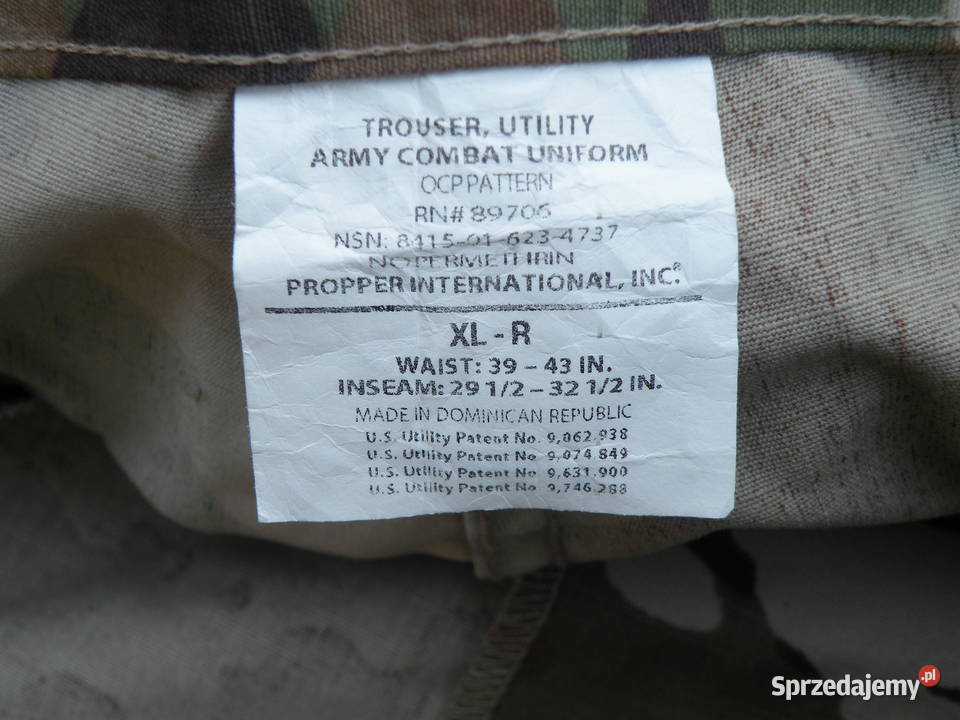 TROUSER, UTILITY
ARMY COMBAT UNIFORM
OCP PATTERN
RN# 89706
NSN: 8415-01-623-4737
NO PERMETHRIN
PROPPER INTERNATIONAL, INC.®
XL - R
WAIST: 39 – 43 IN.
INSEAM: 29 1/2 – 32 1/2 IN.
MADE IN DOMINICAN REPUBLIC
U.S. Utility Patent No. 9,062,938
U.S. Utility Patent No. 9,074,849
U.S. Utility Patent No 9,631,900
U.S. Utility Patent No 9,746,288
Sprzedajemy.pl